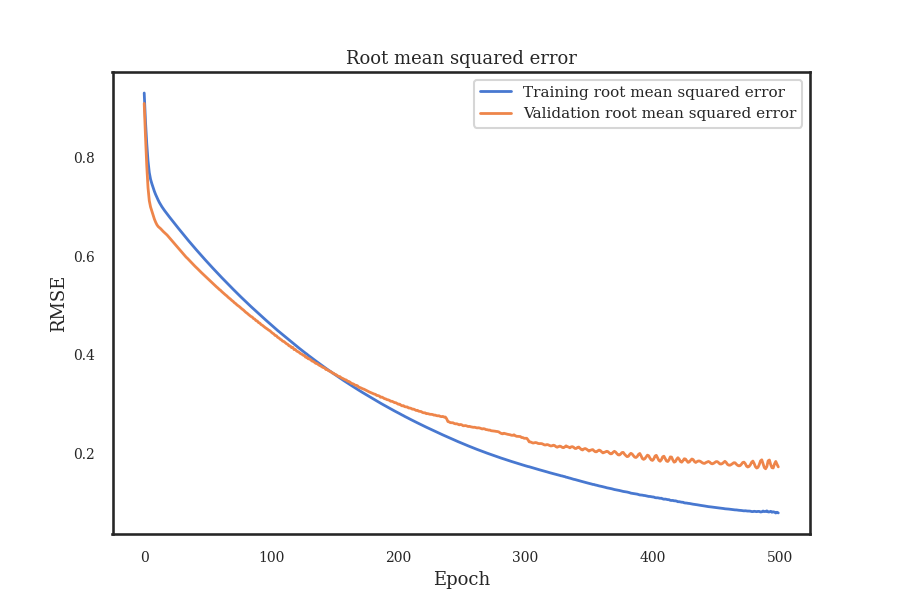 Root mean squared error
Training root mean squared error
Validation root mean squared error
0.8
0.6
0.4
0.2
RMSE
0 100 200 300 400 500
Epoch